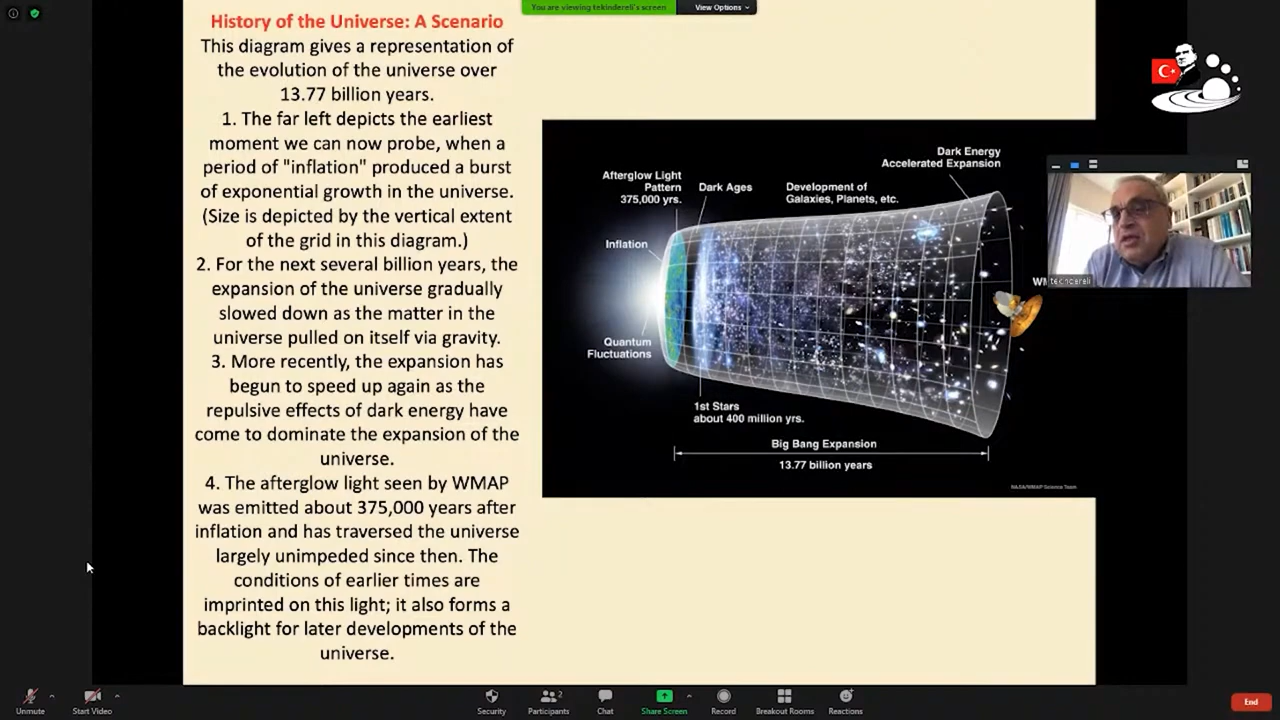 You are viewing tekindereli's screen
View Options
History of the Universe: A Scenario
This diagram gives a representation of
the evolution of the universe over
13.77 billion years.
1. The far left depicts the earliest
moment we can now probe, when a
period of "inflation" produced a burst
of exponential growth in the universe.
(Size is depicted by the vertical extent
of the grid in this diagram.)
2. For the next several billion years, the
expansion of the universe gradually
slowed down as the matter in the
universe pulled on itself via gravity.
3. More recently, the expansion has
begun to speed up again as the
repulsive effects of dark energy have
come to dominate the expansion of the
universe.
4. The afterglow light seen by WMAP
was emitted about 375,000 years after
inflation and has traversed the universe
largely unimpeded since then. The
conditions of earlier times are
imprinted on this light; it also forms a
backlight for later developments of the
universe.
Dark Energy
Accelerated Expansion
Afterglow Light
Pattern
375,000 yrs.
Dark Ages
Development of
Galaxies, Planets, etc.
Inflation
Quantum
Fluctuations
1st Stars
about 400 million yrs.
Big Bang Expansion
13.77 billion years
NASA/WMAP Science Team
Unmute
Start Video
Security
Participants
2
Chat
Share Screen
Record
Breakout Rooms
Reactions
End